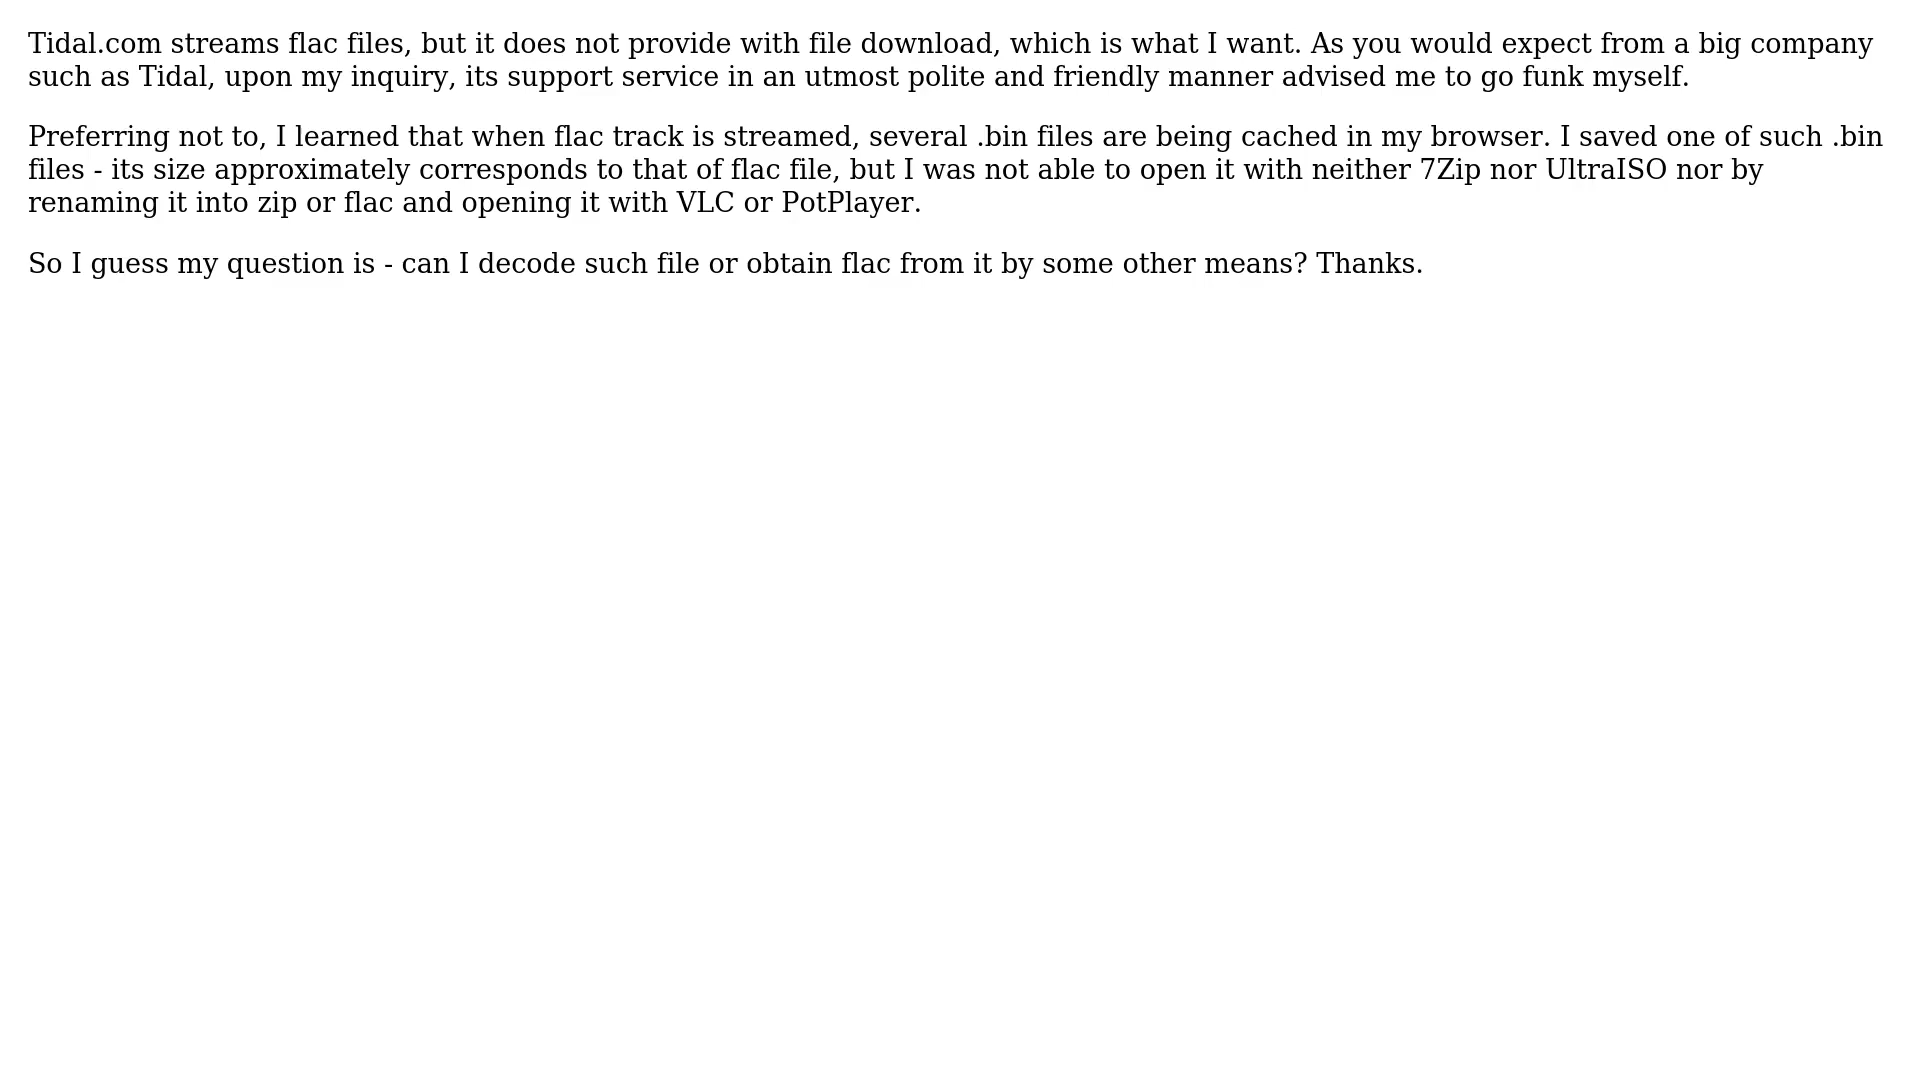 Tidal.com streams flac files, but it does not provide with file download, which is what I want. As you would expect from a big company
such as Tidal, upon my inquiry, its support service in an utmost polite and friendly manner advised me to go funk myself.
Preferring not to, I learned that when flac track is streamed, several .bin files are being cached in my browser. I saved one of such .bin
files - its size approximately corresponds to that of flac file, but I was not able to open it with neither 7Zip nor UltraISO nor by
renaming it into zip or flac and opening it with VLC or PotPlayer.
So I guess my question is - can I decode such file or obtain flac from it by some other means? Thanks.